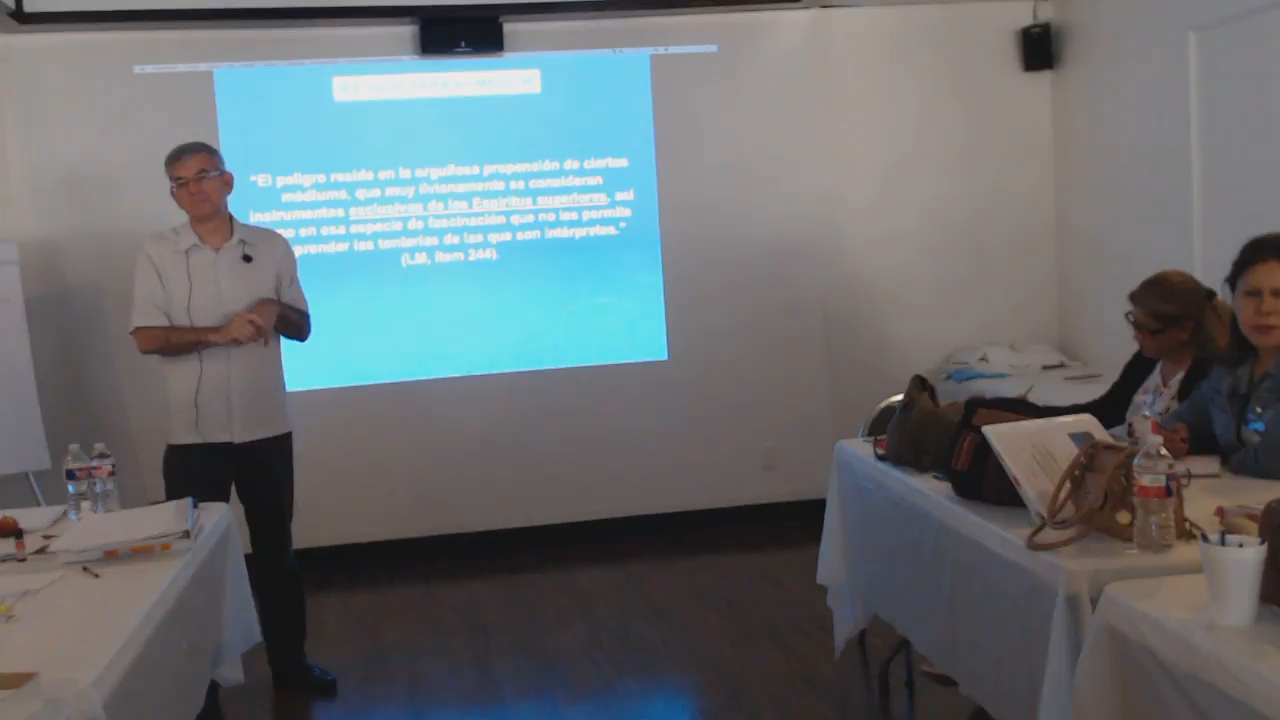 "El peligro reside en la orgullosa propensión de ciertos
médiums, que muy livianamente se consideran
instrumentos exclusivos de los Espíritus superiores, así
en esa especie de fascinación que no les permite
las tonterías de las que son intérpretes."
(LM, ítem 244).